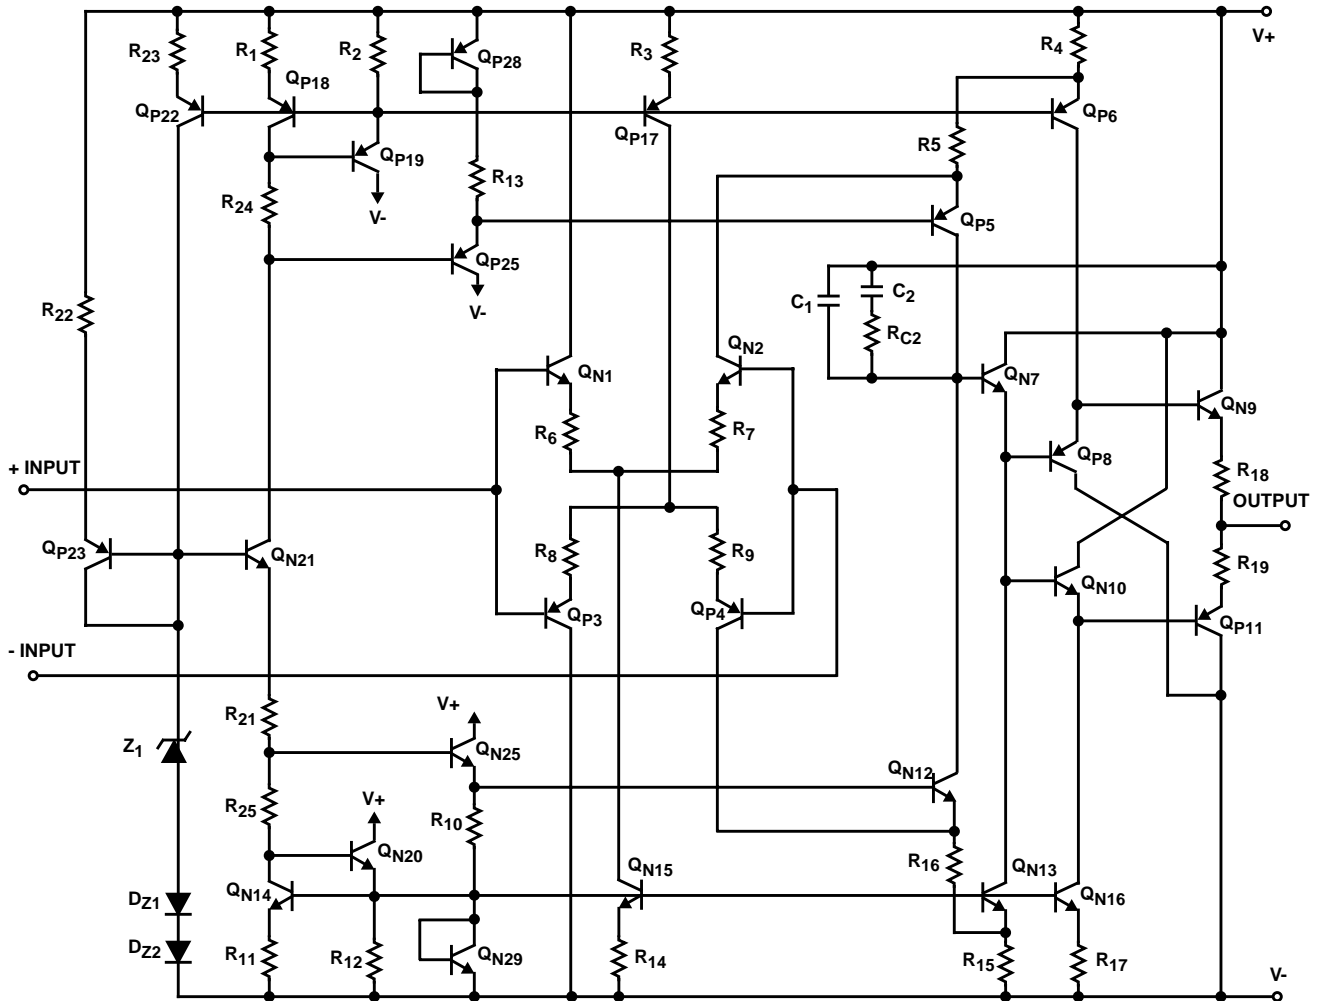 V+
R23
R1
R2
R3
R4
QP28
QP18
QP22
QP17
QP6
QP19
R5
R13
R24
V-
QP5
QP25
V-
R22
C1
C2
RC2
QN1
QN2
QN7
QN9
R6
R7
QP8
+ INPUT
R18
OUTPUT
QP23
QN21
R8
R9
QN10
R19
QP3
QP4
QP11
- INPUT
V+
R21
Z1
QN25
QN12
V+
R25
R10
QN20
R16
QN15
QN13
QN14
QN16
DZ1
DZ2
R11
R12
QN29
R14
R15
R17
V-